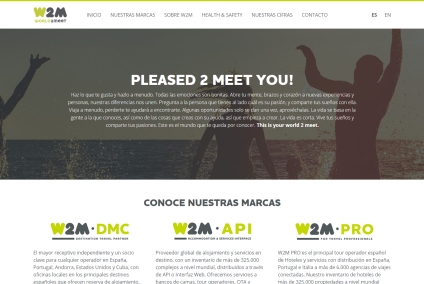 W2M
WORLD2MEET
INICIO NUESTRAS MARCAS SOBRE W2M HEALTH & SAFETY NUESTRAS CIFRAS CONTACTO ES EN
PLEASED 2 MEET YOU!
Haz lo que te gusta y hazlo a menudo. Todas las emociones son bonitas. Abre tu mente, brazos y corazón a nuevas experiencias y
personas, nuestras diferencias nos unen. Pregunta a la persona que tienes al lado cuál es su pasión, y comparte tus sueños con ella.
Viaja a menudo, perderte te ayudará a encontrarte. Algunas oportunidades solo se dan una vez, aprovéchalas. La vida se basa en
la gente a la que conoces, así como de las cosas que creas con su ayuda, así que empieza a crear. La vida es corta. Vive tus sueños y
comparte tus pasiones. Este es el mundo que te queda por conocer. This is your world 2 meet.
CONOCE NUESTRAS MARCAS
W2M·DMC
DESTINATION TRAVEL PARTNER
El mayor receptivo independiente y un socio
clave para cualquier operador en España,
Portugal, Andorra, Estados Unidos y Cuba, con
oficinas locales en los principales destinos
españoles que ofrecen reserva de alojamiento,
W2M·API
ACCOMMODATION & SERVICES INTERFACE
Proveedor global de alojamiento y servicios en
destino, con un inventario de más de 325.000
complejos a nivel mundial, distribuidos a través
de API o Interfaz Web. Ofrecemos servicios a
bancos de camas, tour operadores, OTA e
W2M·PRO
FOR TRAVEL PROFESSIONALS
W2M PRO es el principal tour operador español
de Hoteles y servicios con distribución en España,
Portugal e Italia a más de 6.000 agencias de viajes
conectadas. Nuestro inventario de hoteles de